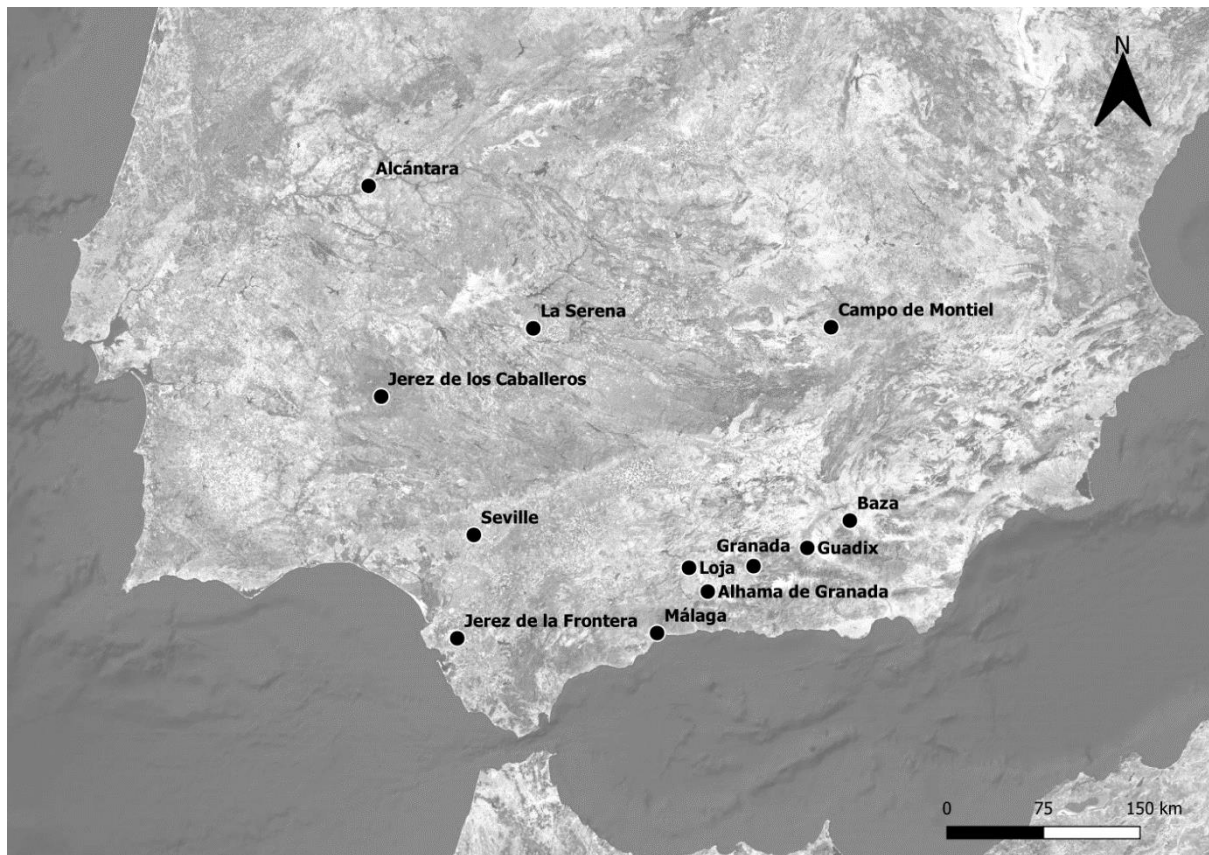 N
Alcántara
La Serena
Campo de Montiel
Jerez de los Caballeros
Baza
Seville
Granada
Guadix
Loja
Alhama de Granada
Málaga
Jerez de la Frontera
0 75 150 km